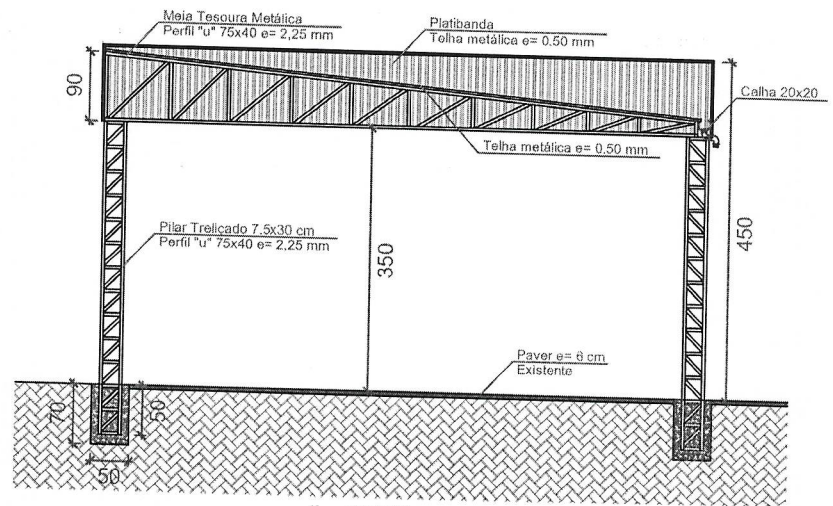 Meia Tesoura Metálica
Perfil "u" 75x40 e= 2,25 mm
Platibanda
Telha metálica e= 0.50 mm
Calha 20x20
90
Telha metálica e= 0,50 mm
Pilar Treliçado 7.5x30 cm
Perfil "u" 75x40 e= 2,25 mm
350
450
Paver e= 6 cm
Existente
70
50
50